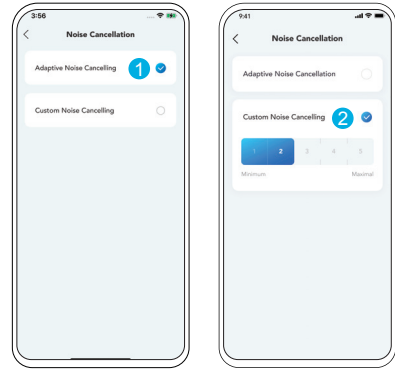 3:56
Noise Cancellation
Adaptive Noise Cancelling 1
Custom Noise Cancelling
9:41
Noise Cancellation
Adaptive Noise Cancellation
Custom Noise Cancelling 2
1 2 3 4 5
Minimum Maximal